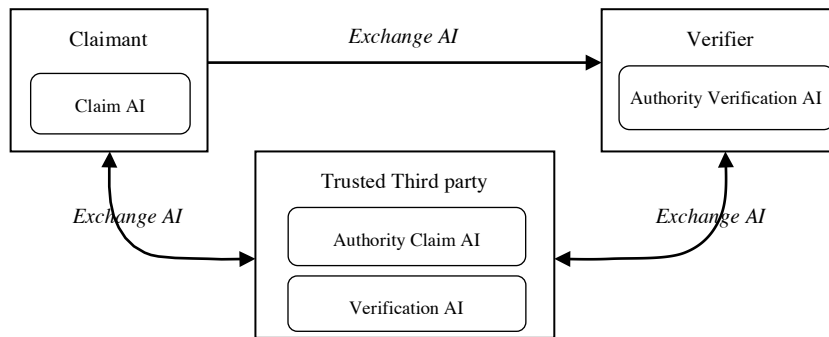 Claimant
Exchange AI
Verifier
Claim AI
Authority Verification AI
Trusted Third party
Exchange AI
Exchange AI
Authority Claim AI
Verification AI